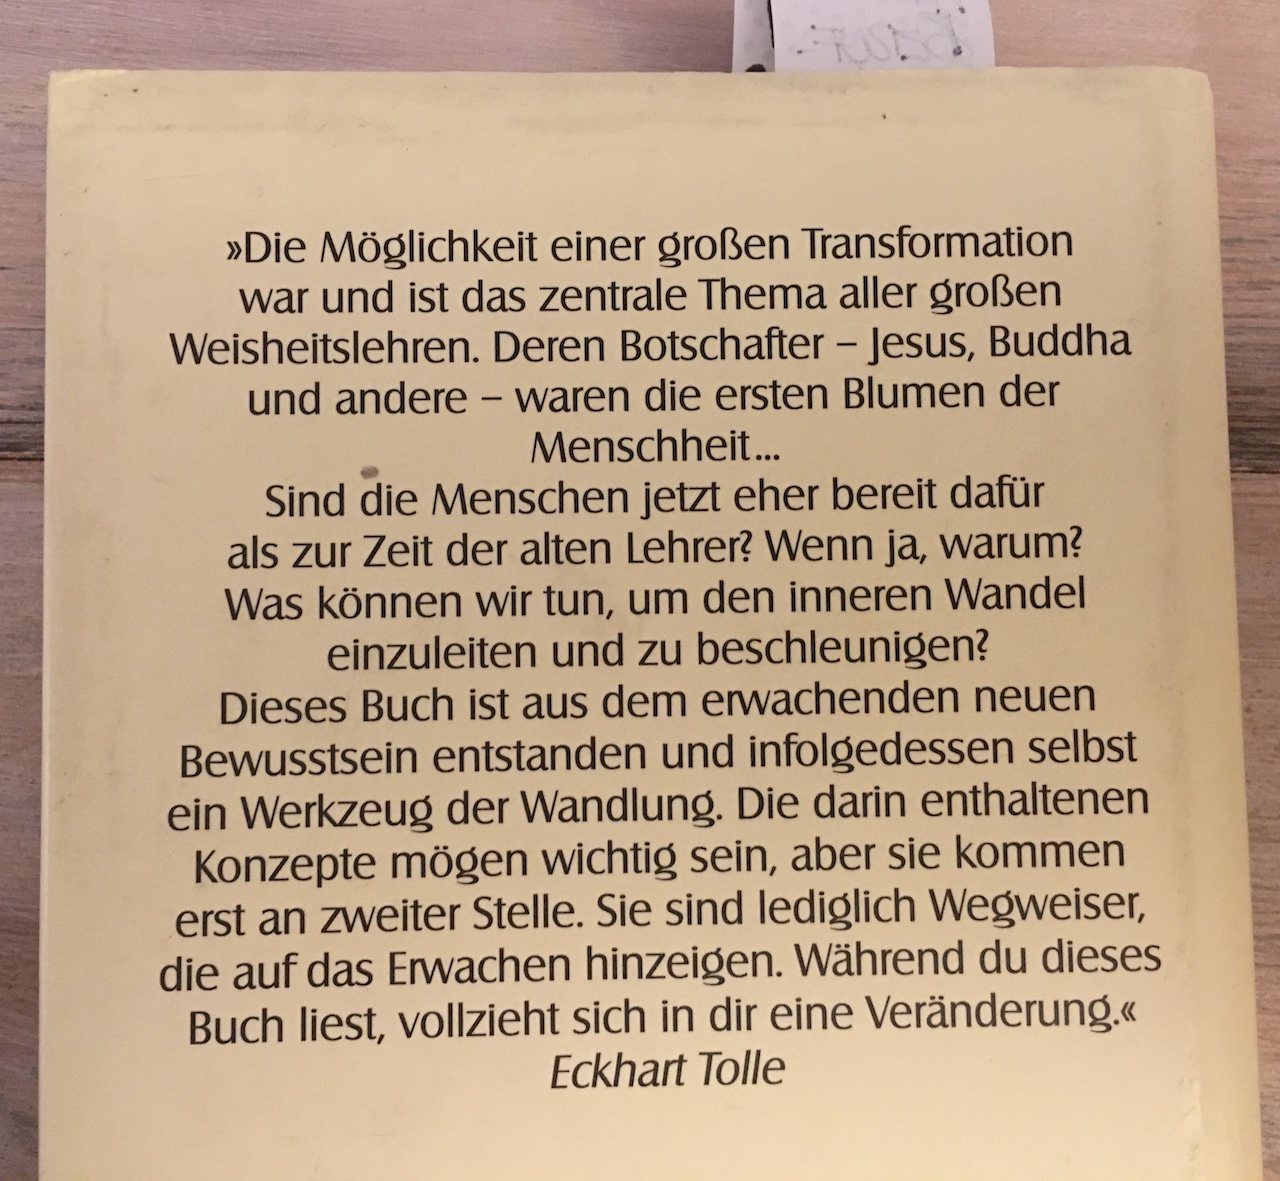 »Die Möglichkeit einer großen Transformation
war und ist das zentrale Thema aller großen
Weisheitslehren. Deren Botschafter – Jesus, Buddha
und andere – waren die ersten Blumen der
Menschheit...
Sind die Menschen jetzt eher bereit dafür
als zur Zeit der alten Lehrer? Wenn ja, warum?
Was können wir tun, um den inneren Wandel
einzuleiten und zu beschleunigen?
Dieses Buch ist aus dem erwachenden neuen
Bewusstsein entstanden und infolgedessen selbst
ein Werkzeug der Wandlung. Die darin enthaltenen
Konzepte mögen wichtig sein, aber sie kommen
erst an zweiter Stelle. Sie sind lediglich Wegweiser,
die auf das Erwachen hinzeigen. Während du dieses
Buch liest, vollzieht sich in dir eine Veränderung.«
Eckhart Tolle